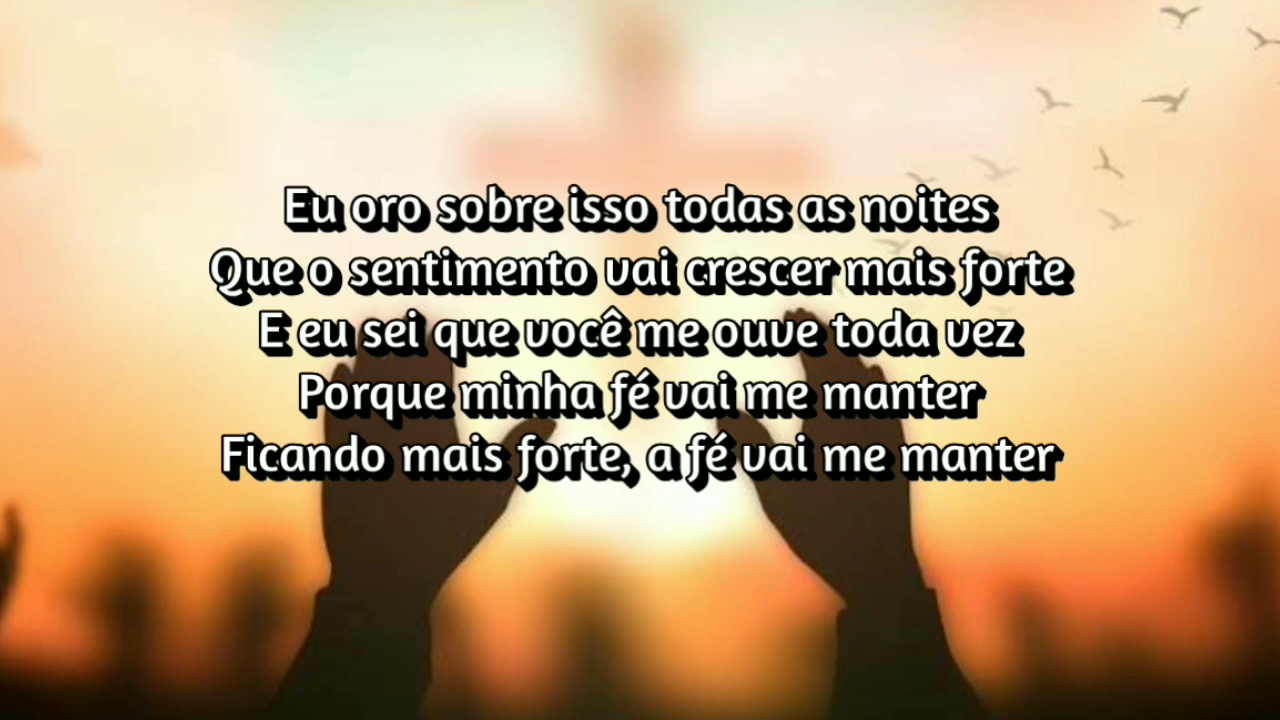 Eu oro sobre isso todas as noites
Que o sentimento vai crescer mais forte
E eu sei que você me ouve toda vez
Porque minha fé vai me manter
Ficando mais forte, a fé vai me manter